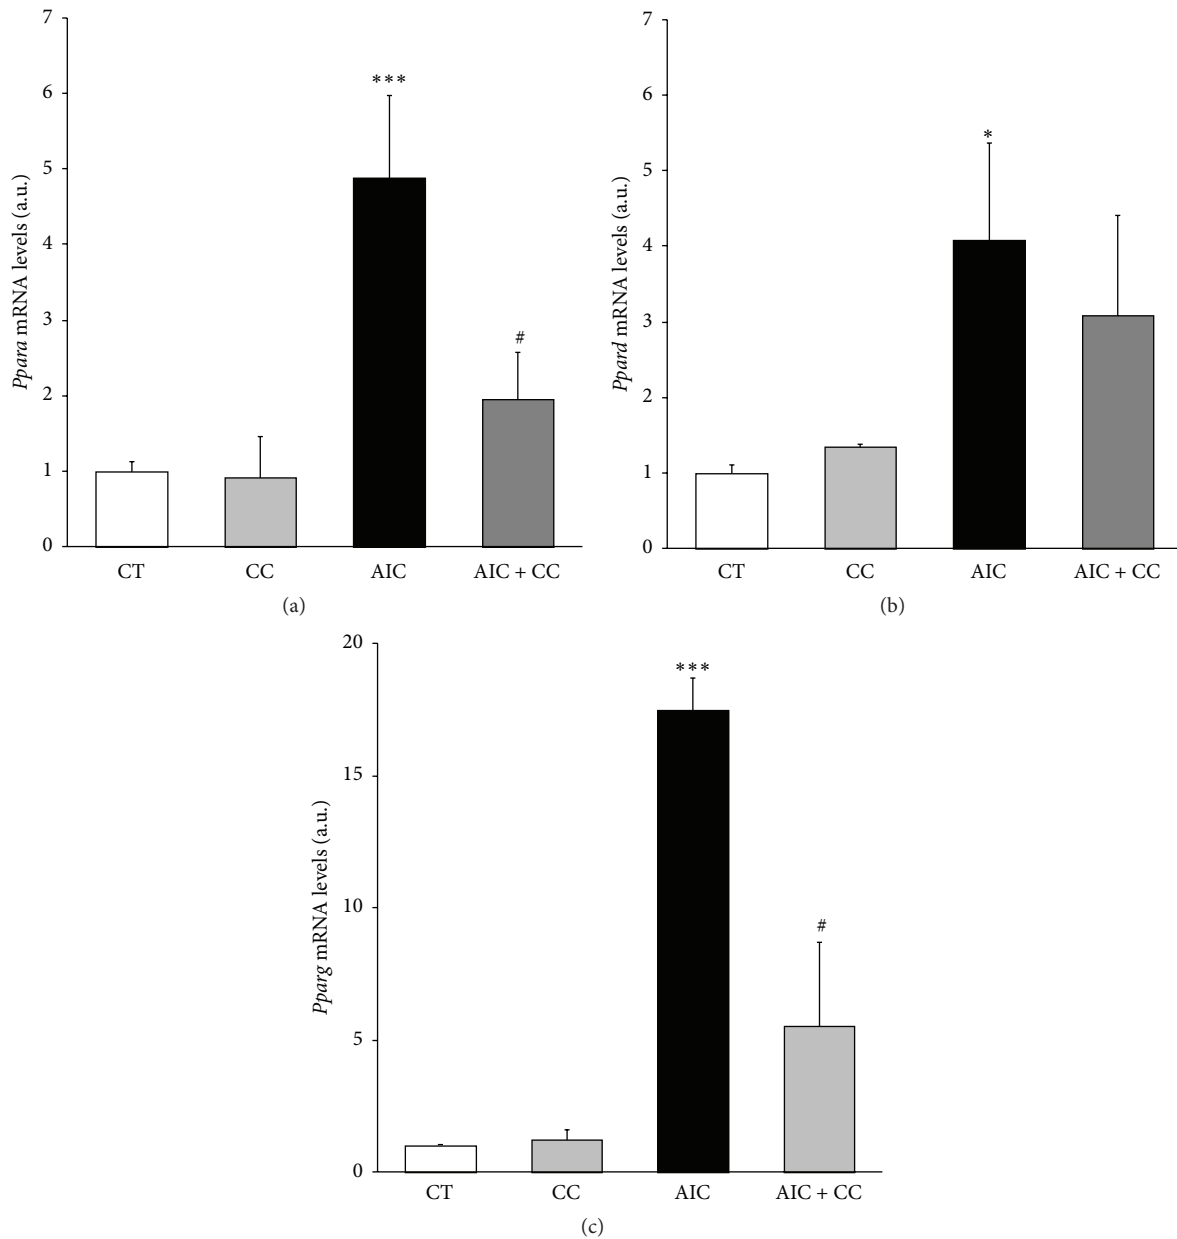 7
6
5
4
3
2
1
0
Ppara mRNA levels (a.u.)
***
#
CT CC AIC AIC + CC
(a)
7
6
5
4
3
2
1
0
Ppard mRNA levels (a.u.)
*
CT CC AIC AIC + CC
(b)
20
15
10
5
0
Pparg mRNA levels (a.u.)
***
#
CT CC AIC AIC + CC
(c)